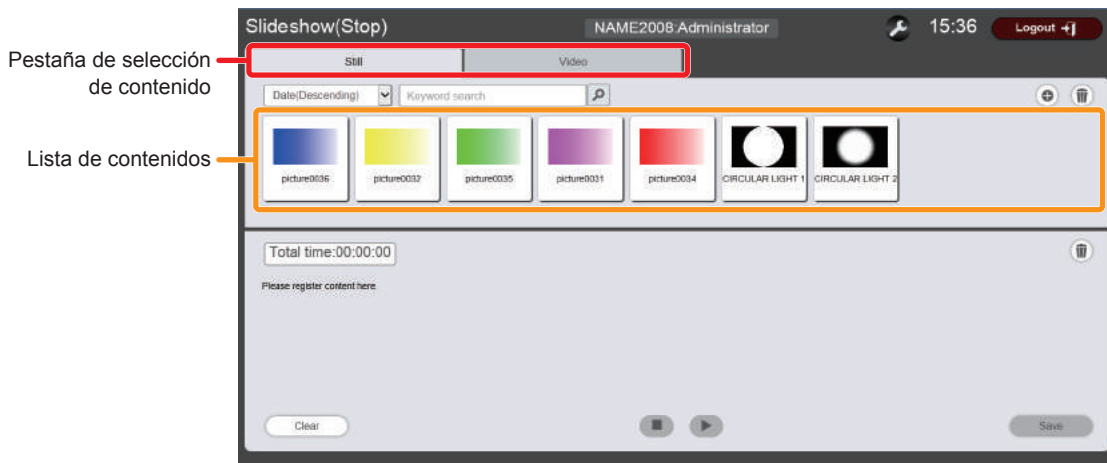 Slideshow(Stop)
NAME2008:Administrator
15:36
Logout
Pestaña de selección
de contenido
Still
Video
Date(Descending)
Keyword search
Lista de contenidos
picture0036
picture0032
picture0035
picture0031
picture0034
CIRCULAR LIGHT 1
CIRCULAR LIGHT 2
Total time:00:00:00
Please register content here
Clear
Save